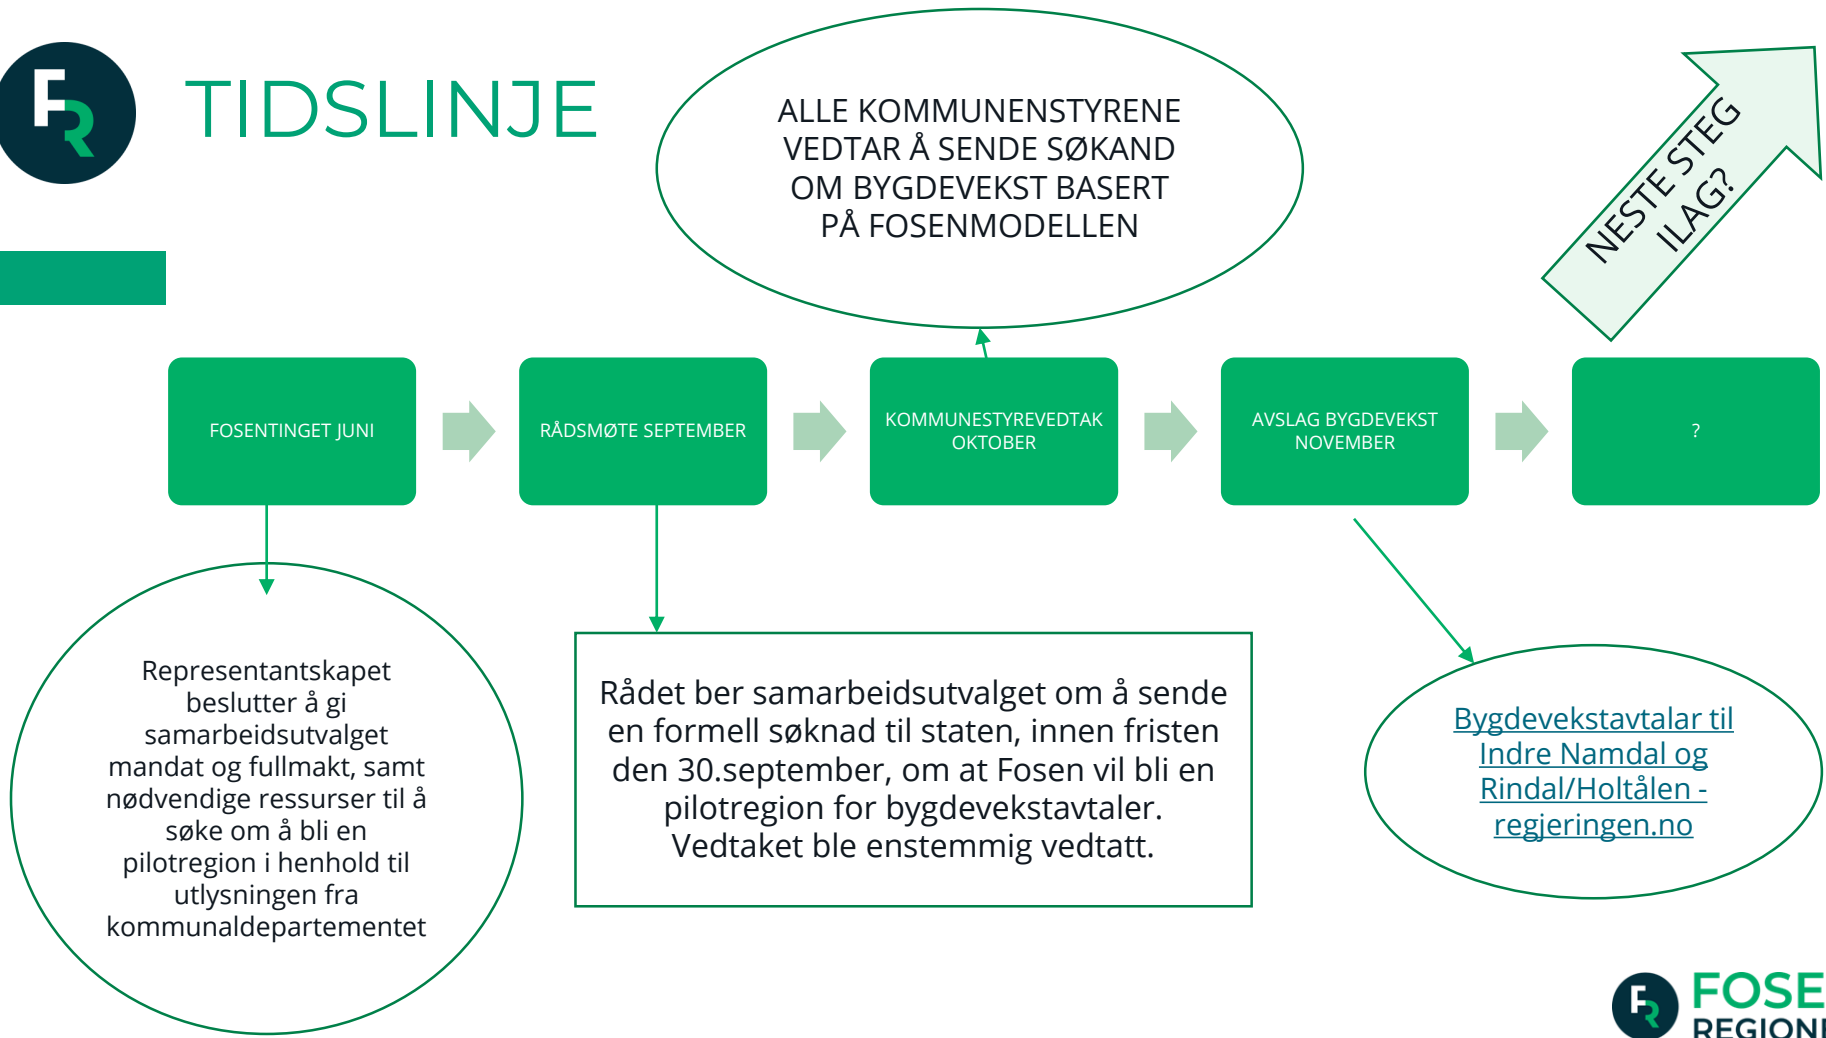 FR
TIDSLINJE
ALLE KOMMUNENSTYRENE
VEDTAR Å SENDE SØKAND
OM BYGDEVEKST BASERT
PÅ FOSENMODELLEN
NESTE STEG
ILAG?
FOSENTINGET JUNI
RÅDSMØTE SEPTEMBER
KOMMUNESTYREVEDTAK
OKTOBER
AVSLAG BYGDEVEKST
NOVEMBER
?
Representantskapet
beslutter å gi
samarbeidsutvalget
mandat og fullmakt, samt
nødvendige ressurser til å
søke om å bli en
pilotregion i henhold til
utlysningen fra
kommunaldepartementet
Rådet ber samarbeidsutvalget om å sende
en formell søknad til staten, innen fristen
den 30.september, om at Fosen vil bli en
pilotregion for bygdevekstavtaler.
Vedtaket ble enstemmig vedtatt.
Bygdevekstavtalar til
Indre Namdal og
Rindal/Holtålen -
regjeringen.no
FR
FOSE
REGIONE